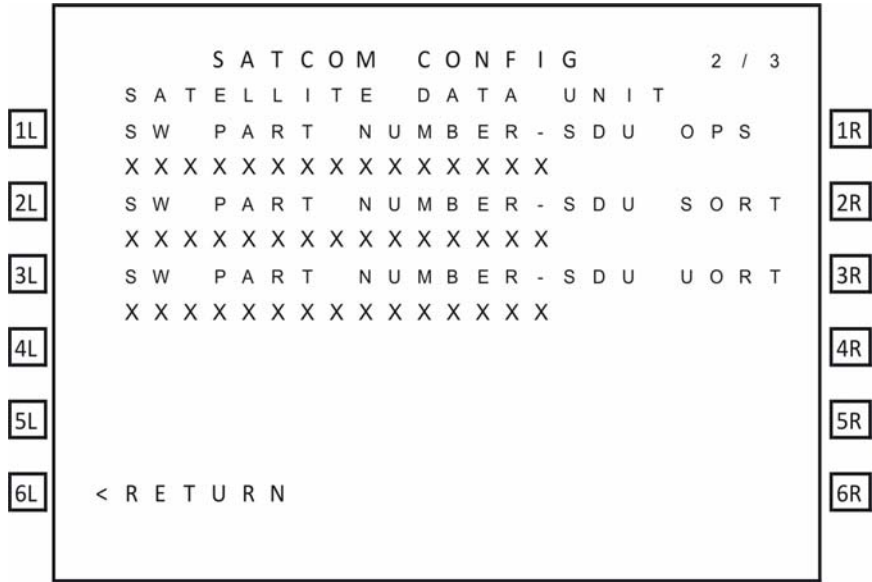 SATCOM CONFIG 2/3
SATELLITE DATA UNIT
1L SW PART NUMBER-SDU OPS 1R
XXXXXXXXXXXXXXX
2L SW PART NUMBER-SDU SORT 2R
XXXXXXXXXXXXXXX
3L SW PART NUMBER-SDU UORT 3R
XXXXXXXXXXXXXXX
4L 4R
5L 5R
6L <RETURN 6R